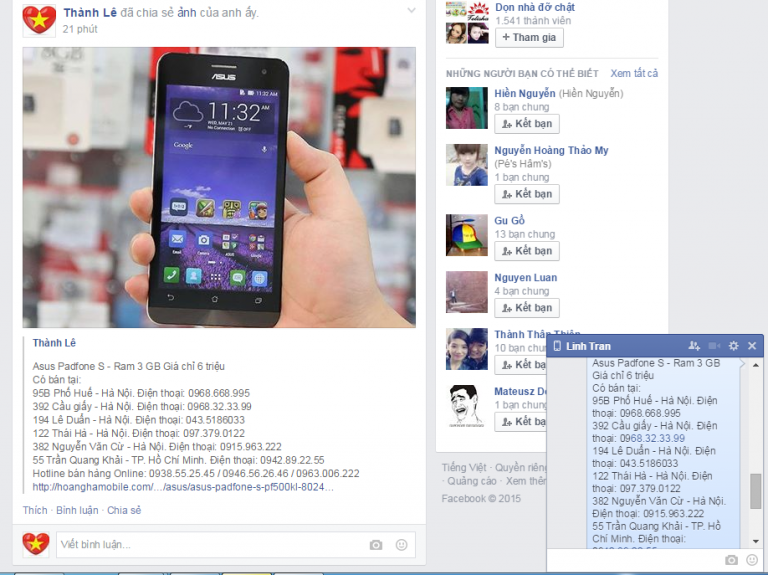 Thành Lê đã chia sẻ ảnh của anh ấy.
21 phút
ASUS
11:32 AM
11:32 AM
WED, MAY 21
No Connection OFF
Google
Email
Camera
ASUS
Google
Thành Lê
Asus Padfone S - Ram 3 GB Giá chỉ 6 triệu
Có bán tại:
95B Phố Huế - Hà Nội. Điện thoại: 0968.668.995
392 Cầu giấy - Hà Nội. Điện thoại: 0968.32.33.99
194 Lê Duẩn - Hà Nội. Điện thoại: 043.5186033
122 Thái Hà - Hà Nội. Điện thoại: 097.379.0122
382 Nguyễn Văn Cừ - Hà Nội. Điện thoại: 0915.963.222
55 Trần Quang Khải - TP. Hồ Chí Minh. Điện thoại: 0942.89.22.55
Hotline bán hàng Online: 0938.55.25.45 / 0946.56.26.46 / 0963.006.222
http://hoanghamobile.com/.../asus/asus-padfone-s-pf500kl-8024...
Thích · Bình luận · Chia sẻ
Viết bình luận...
Dọn nhà đỡ chật
1.541 thành viên
+ Tham gia
NHỮNG NGƯỜI BẠN CÓ THỂ BIẾT Xem tất cả
Hiền Nguyễn (Hiền Nguyễn)
8 bạn chung
Kết bạn
Nguyễn Hoàng Thảo My
(Pé's Hâm's)
1 bạn chung
Kết bạn
Gu Gổ
13 bạn chung
Kết bạn
Nguyen Luan
4 bạn chung
Kết bạn
Thành Thân Thiện
10 bạn chung
Kết b
Mateusz D
1 bạn chung
Kết b
Tiếng Việt · Quyền riêng
· Quảng cáo · Xem thêm
Facebook © 2015
Linh Tran
Asus Padfone S - Ram 3 GB
Giá chỉ 6 triệu
Có bán tại:
95B Phố Huế - Hà Nội. Điện
thoại: 0968.668.995
392 Cầu giấy - Hà Nội. Điện
thoại: 0968.32.33.99
194 Lê Duẩn - Hà Nội. Điện
thoại: 043.5186033
122 Thái Hà - Hà Nội. Điện
thoại: 097.379.0122
382 Nguyễn Văn Cừ - Hà Nội.
Điện thoại: 0915.963.222
55 Trần Quang Khải - TP. Hồ
Chí Minh. Điện thoại: